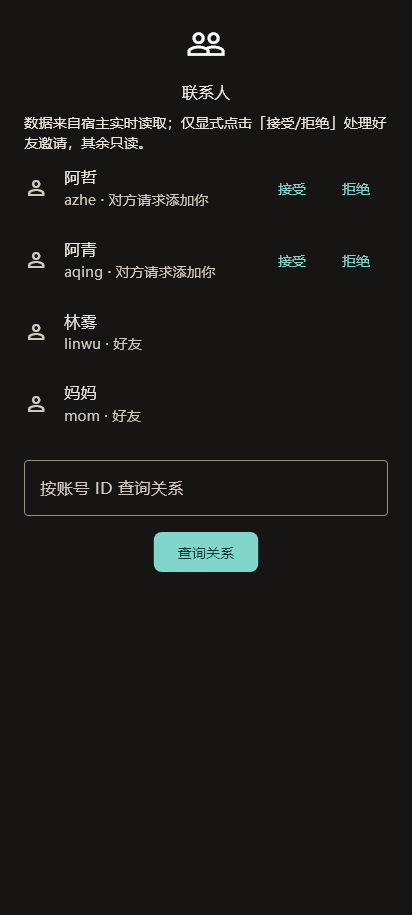 联系人
数据来自宿主实时读取；仅显式点击「接受/拒绝」处理好
友邀请，其余只读。
阿哲
azhe · 对方请求添加你
接受 拒绝
阿青
aqing · 对方请求添加你
接受 拒绝
林雾
linwu · 好友
妈妈
mom · 好友
按账号 ID 查询关系
查询关系